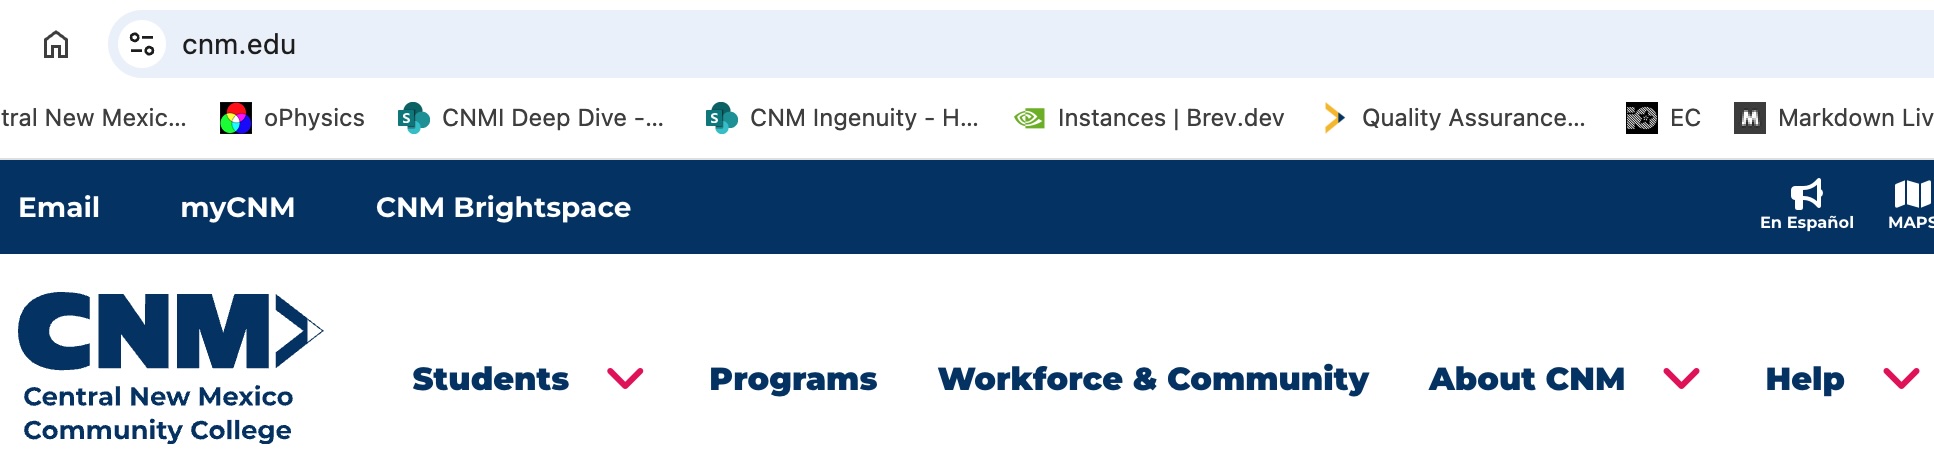 cnm.edu
tral New Mexic... oPhysics CNMI Deep Dive -... CNM Ingenuity - H... Instances | Brev.dev Quality Assurance... EC Markdown Liv
Email myCNM CNM Brightspace En Español MAPS
CNM
Central New Mexico
Community College
Students Programs Workforce & Community About CNM Help